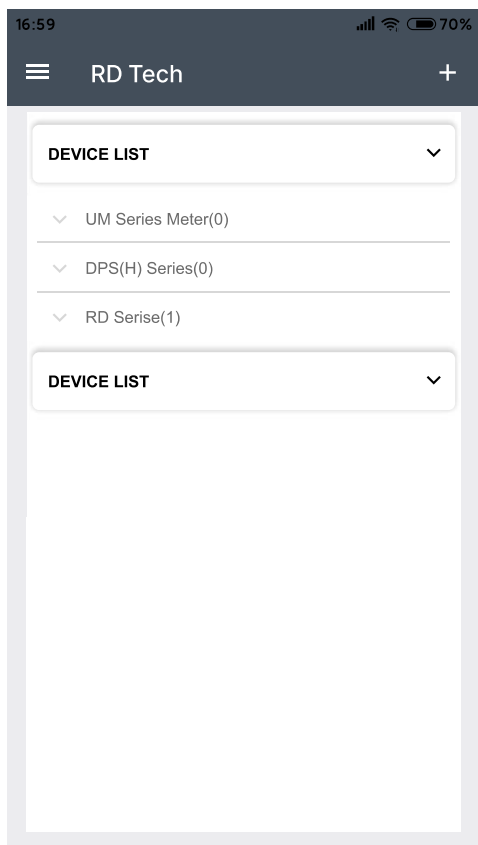 16:59 70%
RD Tech +
DEVICE LIST
UM Series Meter(0)
DPS(H) Series(0)
RD Serise(1)
DEVICE LIST